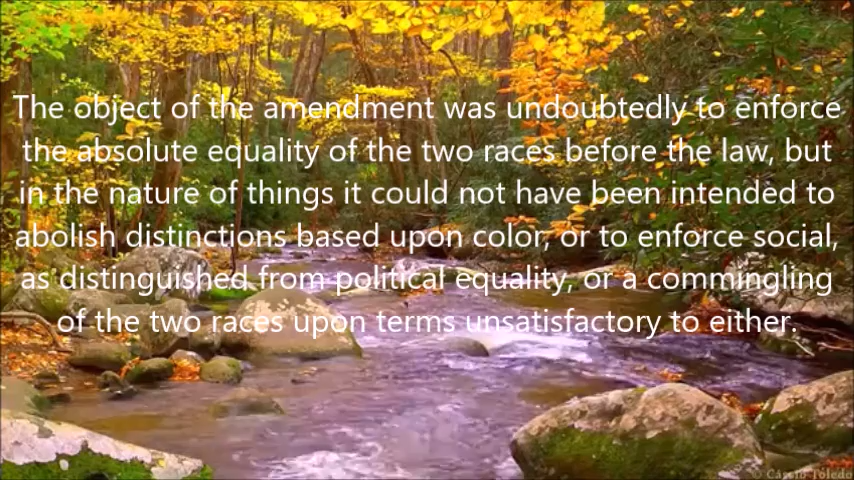 The object of the amendment was undoubtedly to enforce
the absolute equality of the two races before the law, but
in the nature of things it could not have been intended to
abolish distinctions based upon color, or to enforce social,
as distinguished from political equality, or a commingling
of the two races upon terms unsatisfactory to either.
© Cássio Toledo